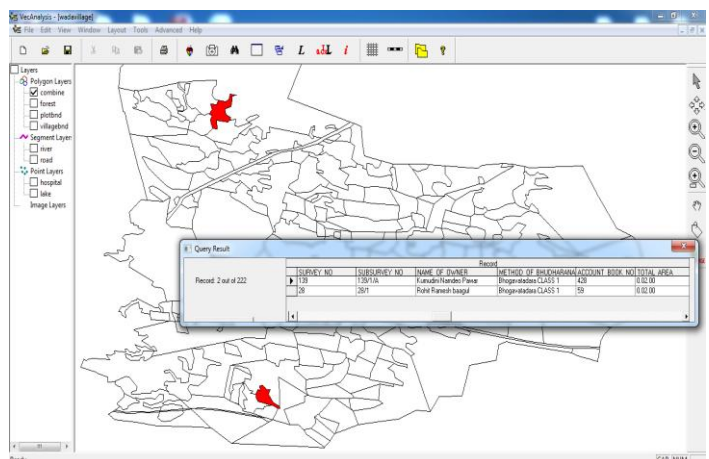 VecAnalysis - [wadavillage]
File Edit View Window Layout Tools Advanced Help
Layers
Polygon Layers
combine
forest
plotbnd
villagebnd
Segment Layer
river
road
Point Layers
hospital
lake
Image Layers
Query Result
Record: 2 out of 222
Record
SURVEY NO SUBSURVEY NO NAME OF OWNER METHOD OF BHUDHARANA ACCOUNT BOOK NO TOTAL AREA
139 139/1/A Kumudini Namdeo Pawar Bhogavatadara CLASS 1 428 0.02.00
28 28/1 Rohit Ramesh baagul Bhogavatadara CLASS 1 59 0.02.00